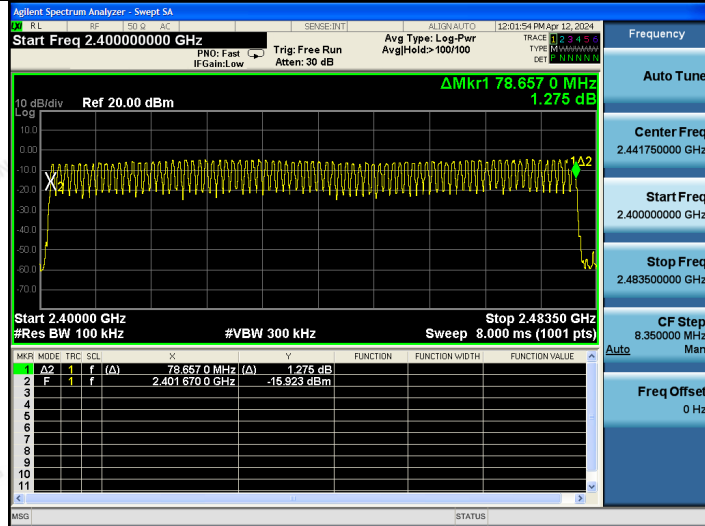 Agilent Spectrum Analyzer - Swept SA
LXI RL RF 50 Ω AC SENSE:INT ALIGN AUTO 12:01:54 PM Apr 12, 2024
Start Freq 2.400000000 GHz
PNO: Fast
IFGain:Low
Trig: Free Run
Atten: 30 dB
Avg Type: Log-Pwr
Avg|Hold:>100/100
TRACE 1 2 3 4 5 6
TYPE M
DET P N N N N N
ΔMkr1 78.657 0 MHz
1.275 dB
10 dB/div
Log
Ref 20.00 dBm
10.0
0.00
-10.0
-20.0
-30.0
-40.0
-50.0
-60.0
-70.0
2
1Δ2
Start 2.40000 GHz
#Res BW 100 kHz
#VBW 300 kHz
Stop 2.48350 GHz
Sweep 8.000 ms (1001 pts)
MKR MODE TRC SCL X Y FUNCTION FUNCTION WIDTH FUNCTION VALUE
1 Δ2 1 f (Δ) 78.657 0 MHz (Δ) 1.275 dB
2 F 1 f 2.401 670 0 GHz -15.923 dBm
3
4
5
6
7
8
9
10
11
MSG
STATUS
Frequency
Auto Tune
Center Freq
2.441750000 GHz
Start Freq
2.400000000 GHz
Stop Freq
2.483500000 GHz
CF Step
8.350000 MHz
Auto Man
Freq Offset
0 Hz